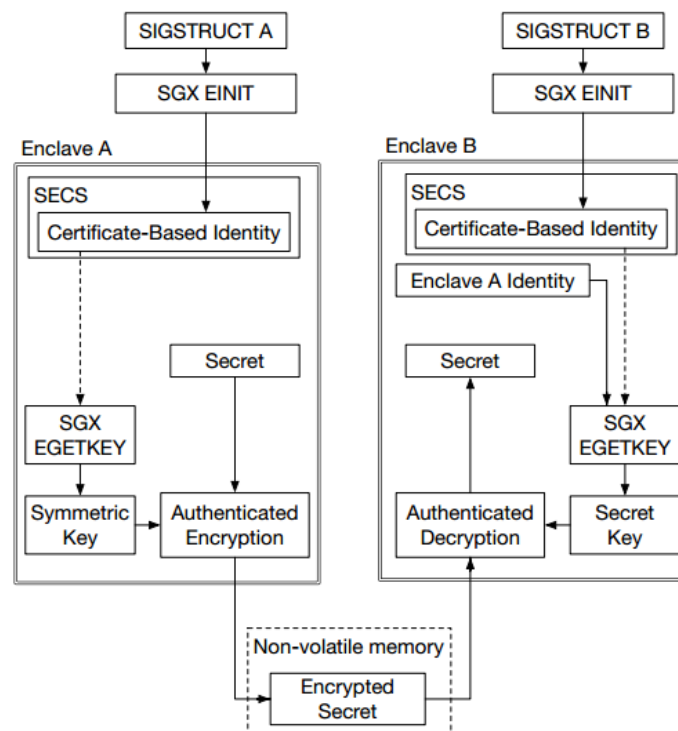 SIGSTRUCT A
SIGSTRUCT B
SGX EINIT
SGX EINIT
Enclave A
SECS
Certificate-Based Identity
Secret
SGX
EGETKEY
Symmetric
Key
Authenticated
Encryption
Enclave B
SECS
Certificate-Based Identity
Enclave A Identity
Secret
SGX
EGETKEY
Authenticated
Decryption
Secret
Key
Non-volatile memory
Encrypted
Secret